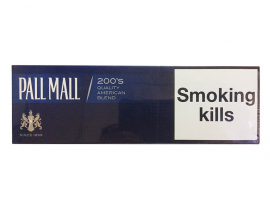 PALL MALL
200's
QUALITY
AMERICAN
BLEND
Smoking
kills